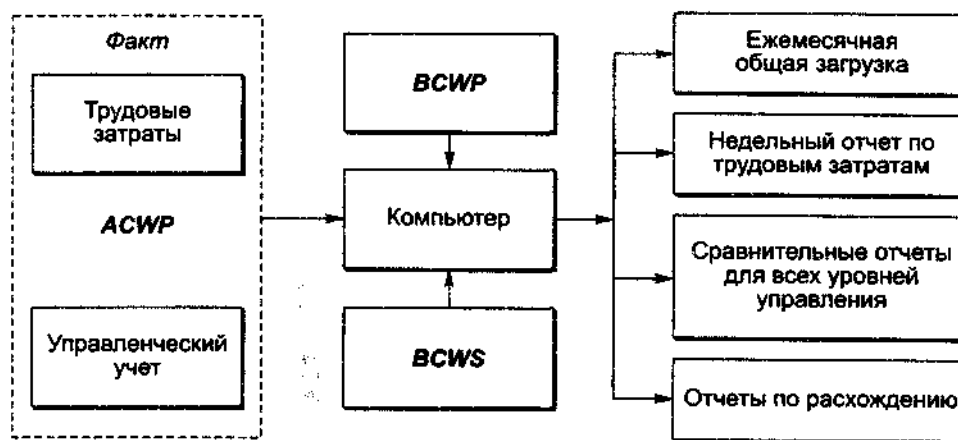 Факт
Трудовые
затраты
ACWP
Управленческий
учет
BCWP
Компьютер
BCWS
Ежемесячная
общая загрузка
Недельный отчет по
трудовым затратам
Сравнительные отчеты
для всех уровней
управления
Отчеты по расхождению